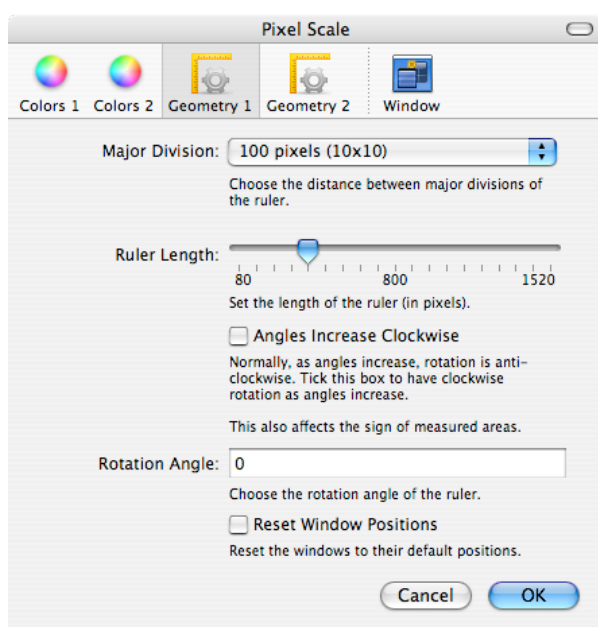 Pixel Scale
Colors 1 Colors 2 Geometry 1 Geometry 2 Window
Major Division: 100 pixels (10x10)
Choose the distance between major divisions of
the ruler.
Ruler Length:
80 800 1520
Set the length of the ruler (in pixels).
Angles Increase Clockwise
Normally, as angles increase, rotation is anti-
clockwise. Tick this box to have clockwise
rotation as angles increase.
This also affects the sign of measured areas.
Rotation Angle: 0
Choose the rotation angle of the ruler.
Reset Window Positions
Reset the windows to their default positions.
Cancel OK